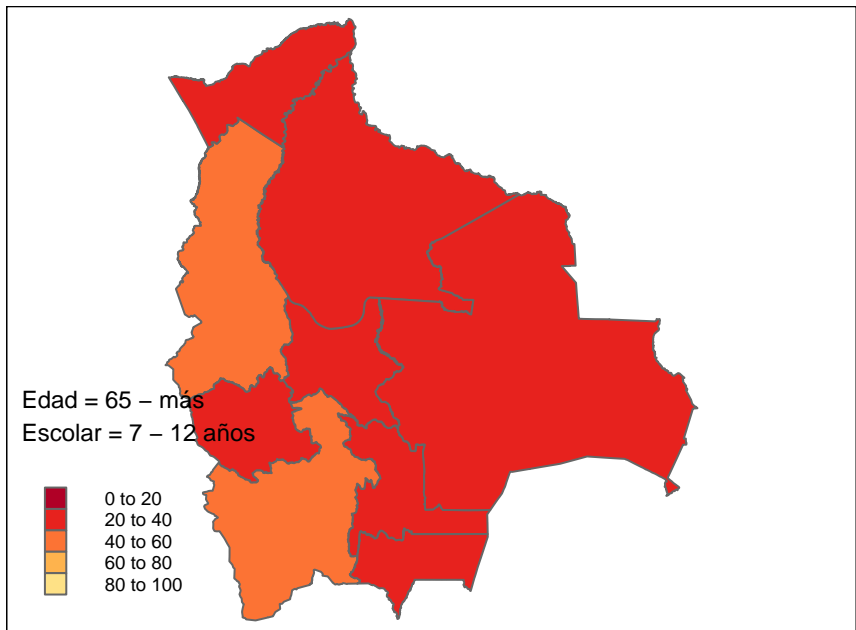 Edad = 65 – más
Escolar = 7 – 12 años
0 to 20
20 to 40
40 to 60
60 to 80
80 to 100